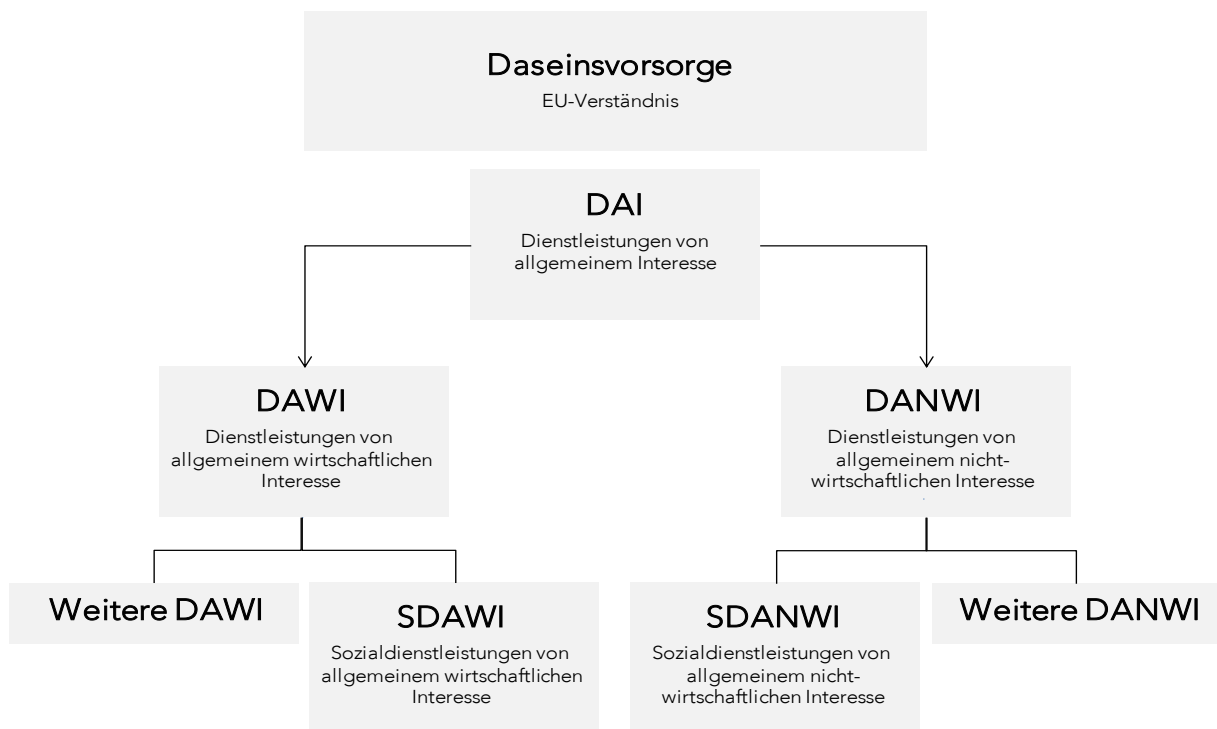 Daseinsvorsorge
EU-Verständnis
DAI
Dienstleistungen von
allgemeinem Interesse
DAWI
Dienstleistungen von
allgemeinem wirtschaftlichen
Interesse
DANWI
Dienstleistungen von
allgemeinem nicht-
wirtschaftlichen Interesse
Weitere DAWI
SDAWI
Sozialdienstleistungen von
allgemeinem wirtschaftlichen
Interesse
SDANWI
Sozialdienstleistungen von
allgemeinem nicht-
wirtschaftlichen Interesse
Weitere DANWI